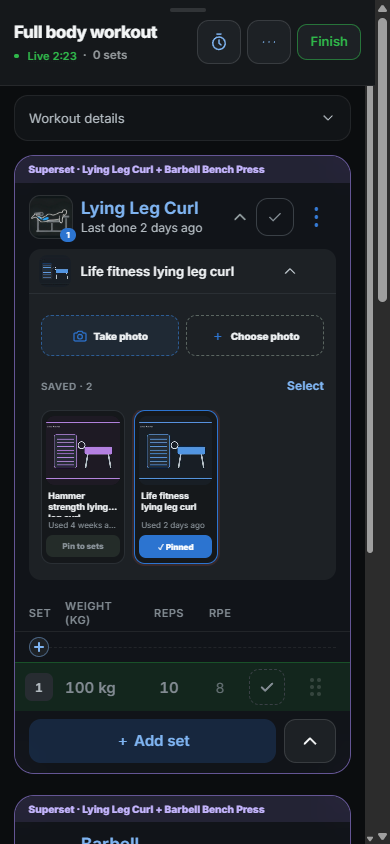 Full body workout
Live 2:23 · 0 sets
Finish
Workout details
Superset · Lying Leg Curl + Barbell Bench Press
Lying Leg Curl
Last done 2 days ago
1
Life fitness lying leg curl
Take photo
+ Choose photo
SAVED · 2
Select
Hammer
strength lying...
Used 4 weeks a...
Pin to sets
Life fitness
lying leg curl
Used 2 days ago
✓ Pinned
SET WEIGHT (KG) REPS RPE
1 100 kg 10 8
+ Add set
Superset · Lying Leg Curl + Barbell Bench Press
Barbell